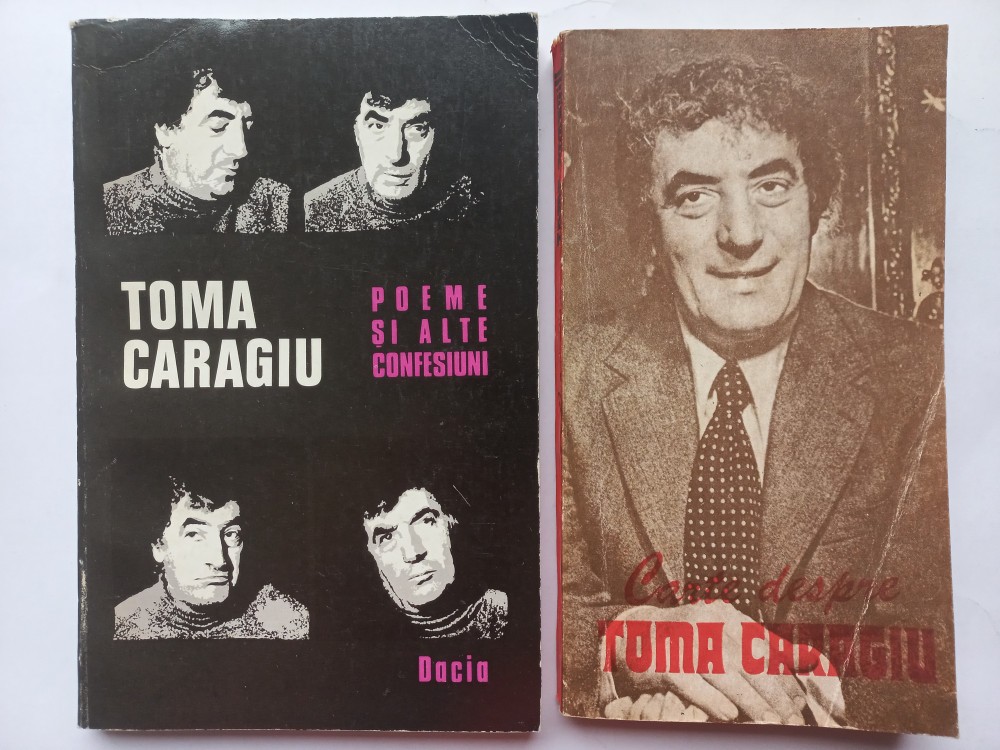 TOMA
CARAGIU
POEME
ȘI ALTE
CONFESIUNI
Dacia
Carte despre
TOMA CARAGIU